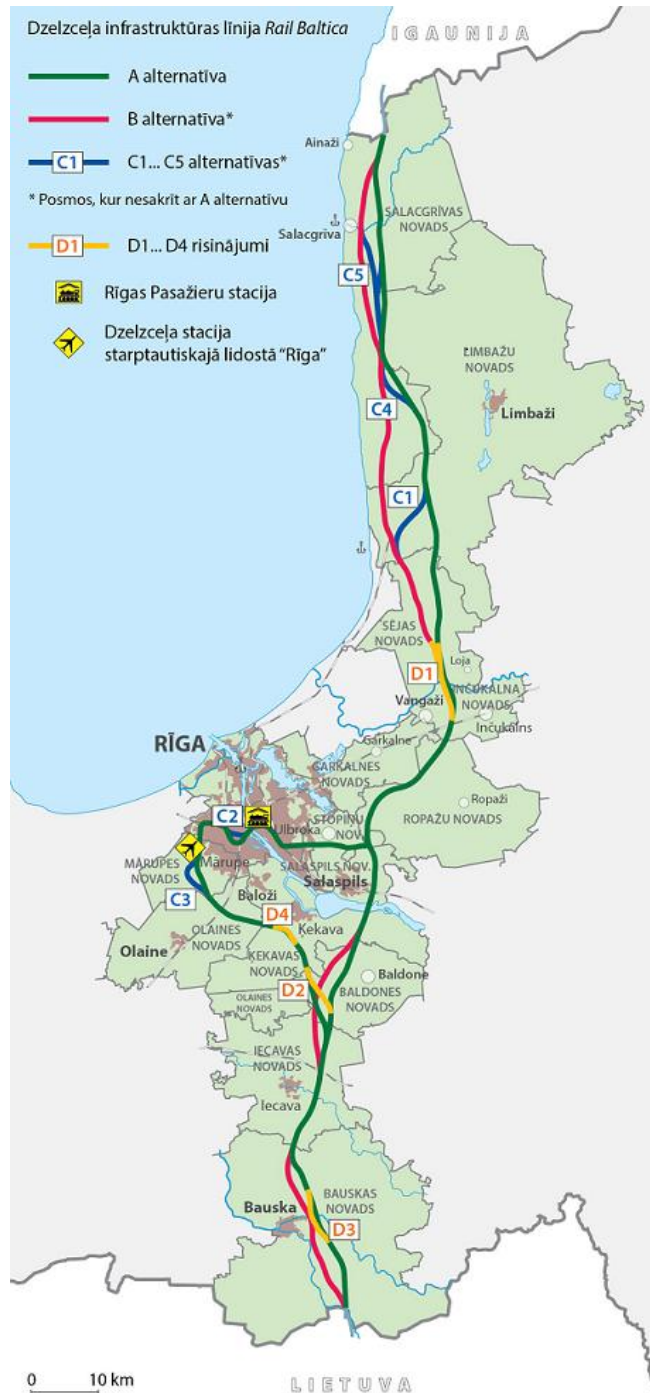 Dzelzceļa infrastruktūras līnija Rail Baltica
IGAUNIJA
A alternatīva
B alternatīva*
C1
C1... C5 alternatīvas*
* Posmos, kur nesakrīt ar A alternatīvu
D1
D1... D4 risinājumi
Rīgas Pasažieru stacija
Dzelzceļa stacija
starptautiskajā lidostā "Rīga"
Ainaži
SALACGRĪVAS
NOVADS
Salacgrīva
C5
LIMBAŽU
NOVADS
C4
Limbaži
C1
SĒJAS
NOVADS
Loja
D1
INČUKALNA
NOVADS
Vangaži
Inčukalns
RĪGA
Garkalne
GARKALNES
NOVADS
Ropaži
ROPAŽU NOVADS
C2
STOPIŅU
NOV.
Ulbroka
MĀRUPES
NOVADS
Mārupe
SALASPILS NOV.
Salaspils
C3
Baloži
D4
Ķekava
OLAINES
NOVADS
Olaine
ĶEKAVAS
NOVADS
Baldone
D2
BALDONES
NOVADS
OLAINES
NOVADS
IECAVAS
NOVADS
Iecava
BAUSKAS
NOVADS
Bauska
D3
0 10 km
LIETUVA